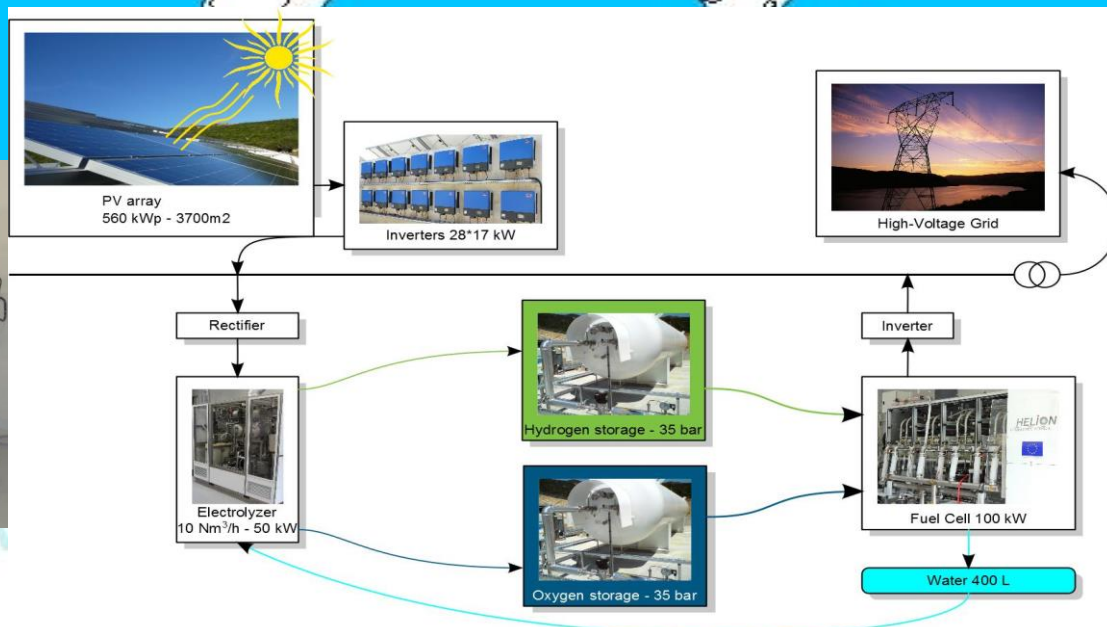 PV array
560 kWp - 3700m2
Inverters 28*17 kW
High-Voltage Grid
Rectifier
Inverter
Hydrogen storage - 35 bar
HELION
Electrolyzer
10 Nm³/h - 50 kW
Fuel Cell 100 kW
Oxygen storage - 35 bar
Water 400 L